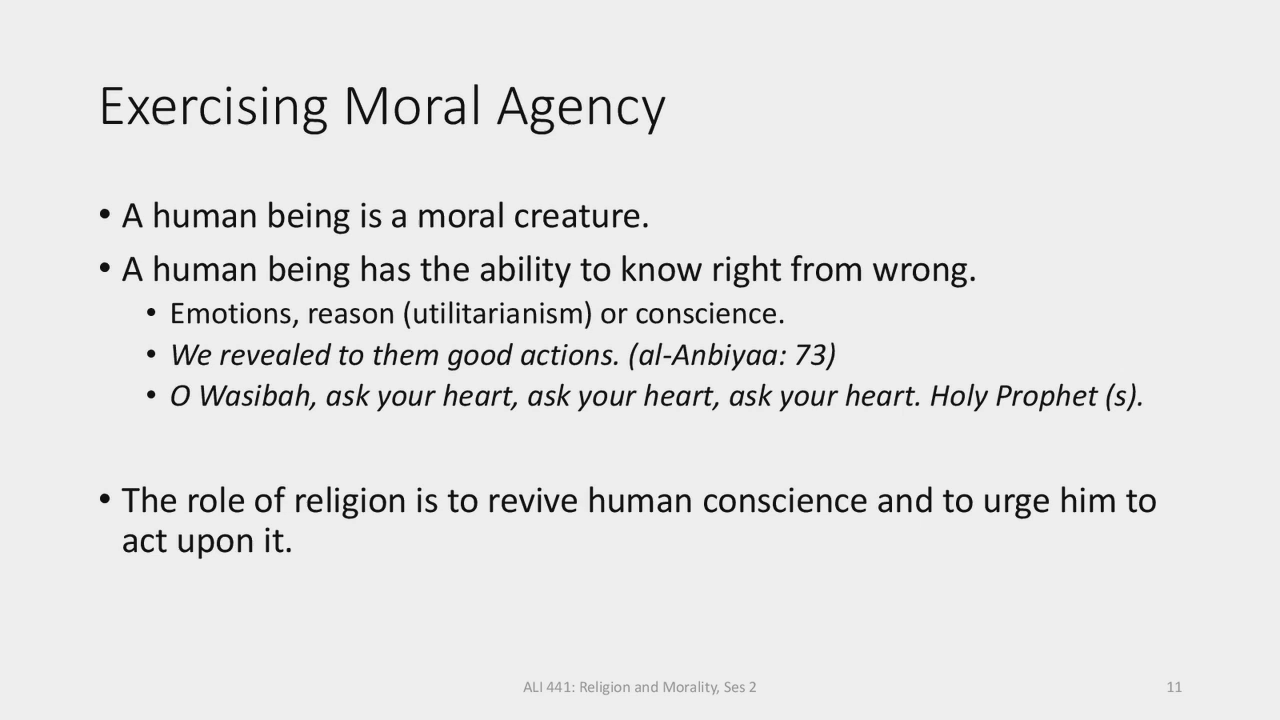 Exercising Moral Agency
• A human being is a moral creature.
• A human being has the ability to know right from wrong.
• Emotions, reason (utilitarianism) or conscience.
• We revealed to them good actions. (al-Anbiyaa: 73)
• O Wasibah, ask your heart, ask your heart, ask your heart. Holy Prophet (s).
• The role of religion is to revive human conscience and to urge him to
act upon it.
ALI 441: Religion and Morality, Ses 2
11